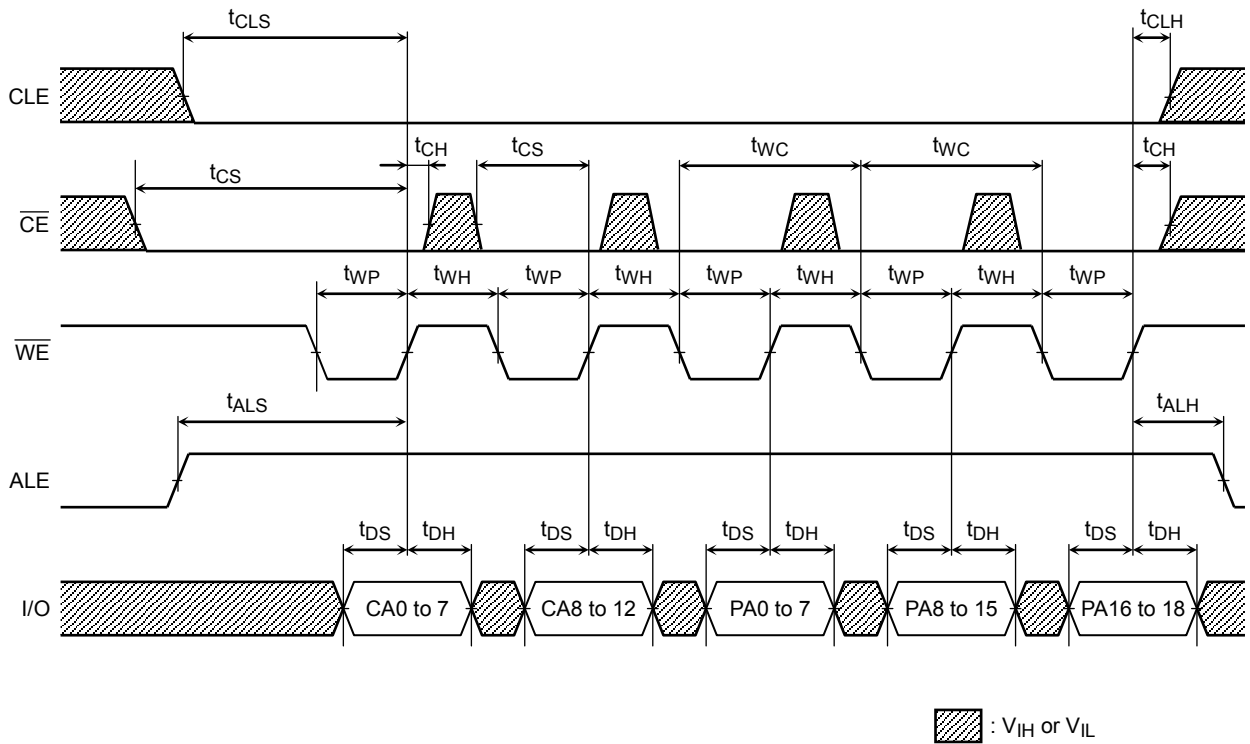 tCLS
tCLH
CLE
tCH
tCS
tWC
tWC
tCH
tCS
CE
tWP
tWH
tWP
tWH
tWP
tWH
tWP
tWH
tWP
WE
tALS
tALH
ALE
tDS
tDH
tDS
tDH
tDS
tDH
tDS
tDH
tDS
tDH
I/O
CA0 to 7
CA8 to 12
PA0 to 7
PA8 to 15
PA16 to 18
: VIH or VIL